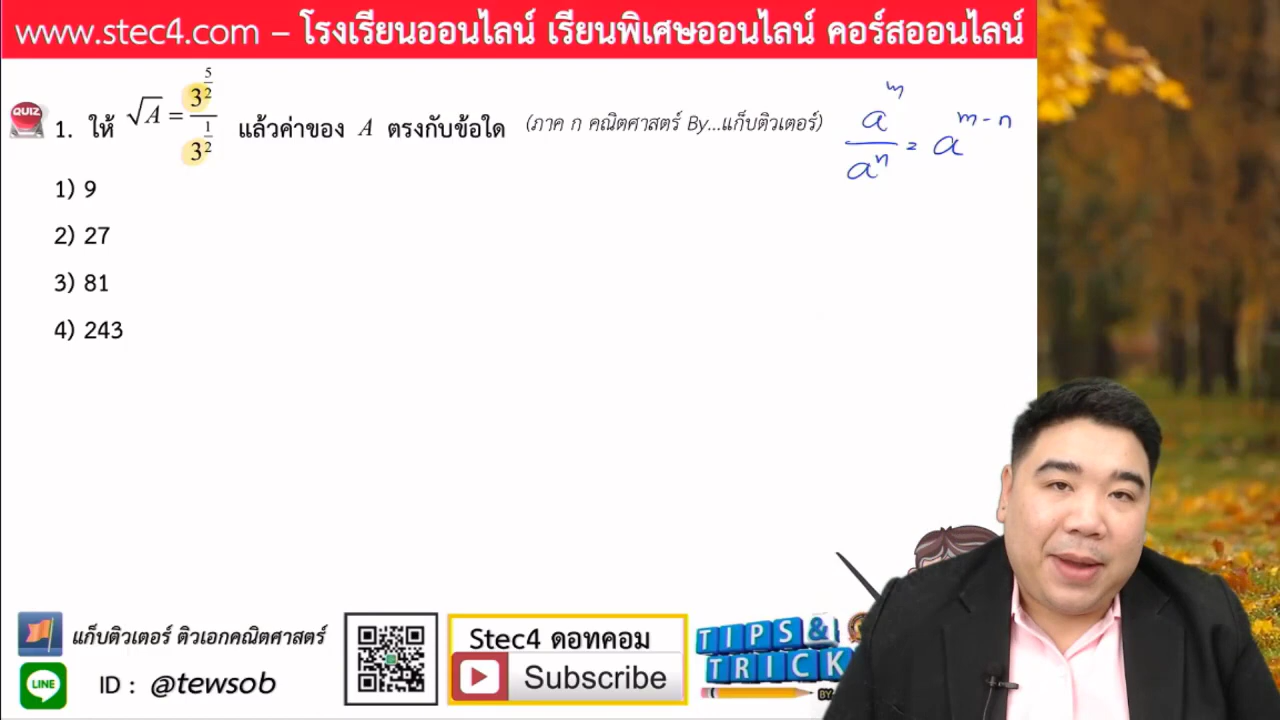 www.stec4.com – โรงเรียนออนไลน์ เรียนพิเศษออนไลน์ คอร์สออนไลน์
QUIZ
1. ให้ √A = 3^(5/2) / 3^(1/2) แล้วค่าของ A ตรงกับข้อใด (ภาค ก คณิตศาสตร์ By...แก็บติวเตอร์)
a^m / a^n = a^(m-n)
1) 9
2) 27
3) 81
4) 243
แก็บติวเตอร์ ติวเอกคณิตศาสตร์
LINE ID : @tewsob
Stec4 ดอทคอม
Subscribe
TIPS &
TRICK
BY